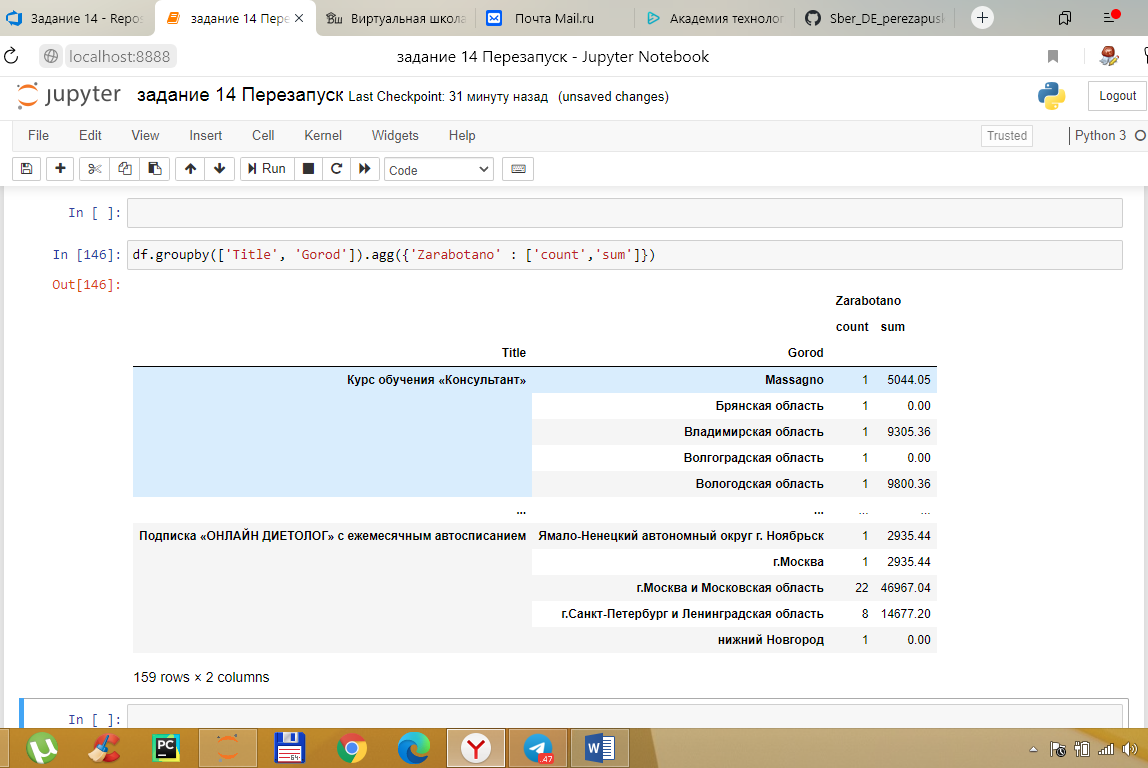 Задание 14 - Repos
задание 14 Пере
Виртуальная школа
Почта Mail.ru
Академия технолог
Sber_DE_perezapusk
localhost:8888
задание 14 Перезапуск - Jupyter Notebook
jupyter задание 14 Перезапуск Last Checkpoint: 31 минуту назад (unsaved changes)
Logout
File Edit View Insert Cell Kernel Widgets Help
Trusted
Python 3
Run
Code
In [ ]:
In [146]: df.groupby(['Title', 'Gorod']).agg({'Zarabotano' : ['count','sum']})
Out[146]:
Zarabotano
count sum
Title Gorod
Курс обучения «Консультант» Massagno 1 5044.05
Брянская область 1 0.00
Владимирская область 1 9305.36
Волгоградская область 1 0.00
Вологодская область 1 9800.36
... ... ... ...
Подписка «ОНЛАЙН ДИЕТОЛОГ» с ежемесячным автосписанием Ямало-Ненецкий автономный округ г. Ноябрьск 1 2935.44
г.Москва 1 2935.44
г.Москва и Московская область 22 46967.04
г.Санкт-Петербург и Ленинградская область 8 14677.20
нижний Новгород 1 0.00
159 rows × 2 columns
In [ ]:
PC
64
Y
47
W